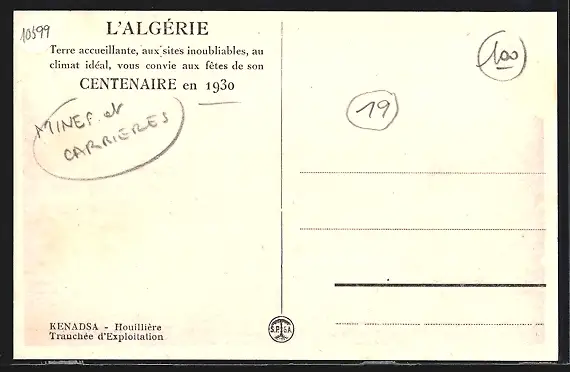 10599
L'ALGÉRIE
Terre accueillante, aux sites inoubliables, au
climat idéal, vous convie aux fêtes de son
CENTENAIRE en 1930
MINES et
CARRIERES
100
19
KENADSA - Houillière
Tranchée d'Exploitation